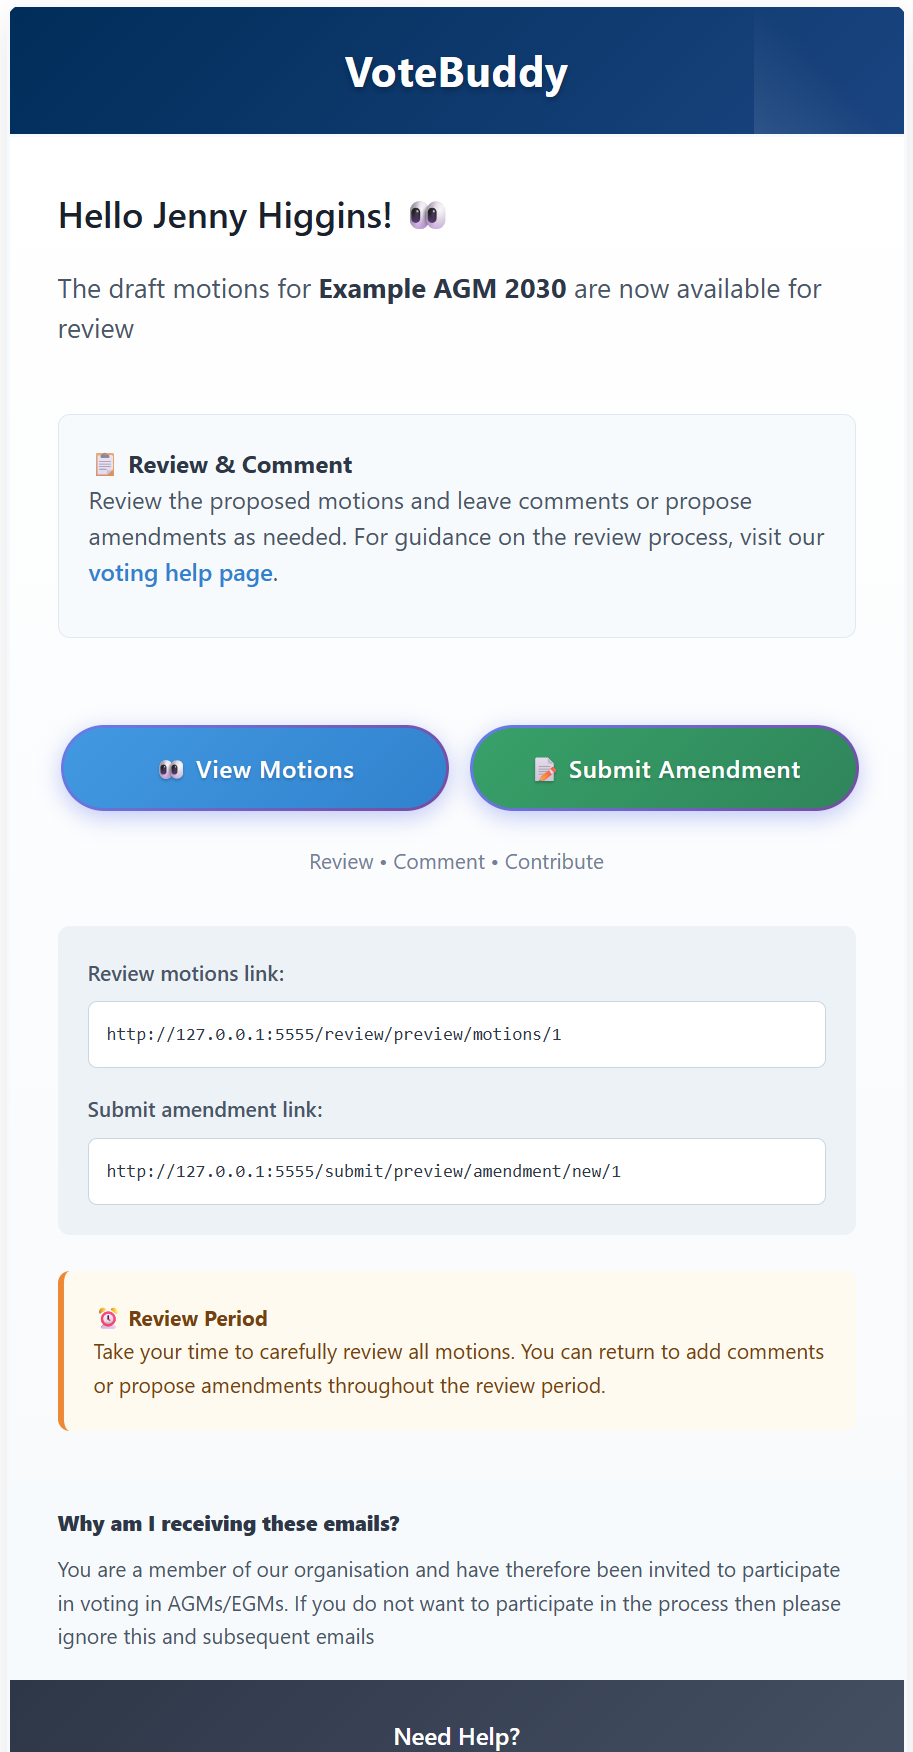 VoteBuddy
Hello Jenny Higgins! 👀
The draft motions for Example AGM 2030 are now available for
review
📋 Review & Comment
Review the proposed motions and leave comments or propose
amendments as needed. For guidance on the review process, visit our
voting help page.
👀 View Motions
📝 Submit Amendment
Review • Comment • Contribute
Review motions link:
http://127.0.0.1:5555/review/preview/motions/1
Submit amendment link:
http://127.0.0.1:5555/submit/preview/amendment/new/1
⏰ Review Period
Take your time to carefully review all motions. You can return to add comments
or propose amendments throughout the review period.
Why am I receiving these emails?
You are a member of our organisation and have therefore been invited to participate
in voting in AGMs/EGMs. If you do not want to participate in the process then please
ignore this and subsequent emails
Need Help?